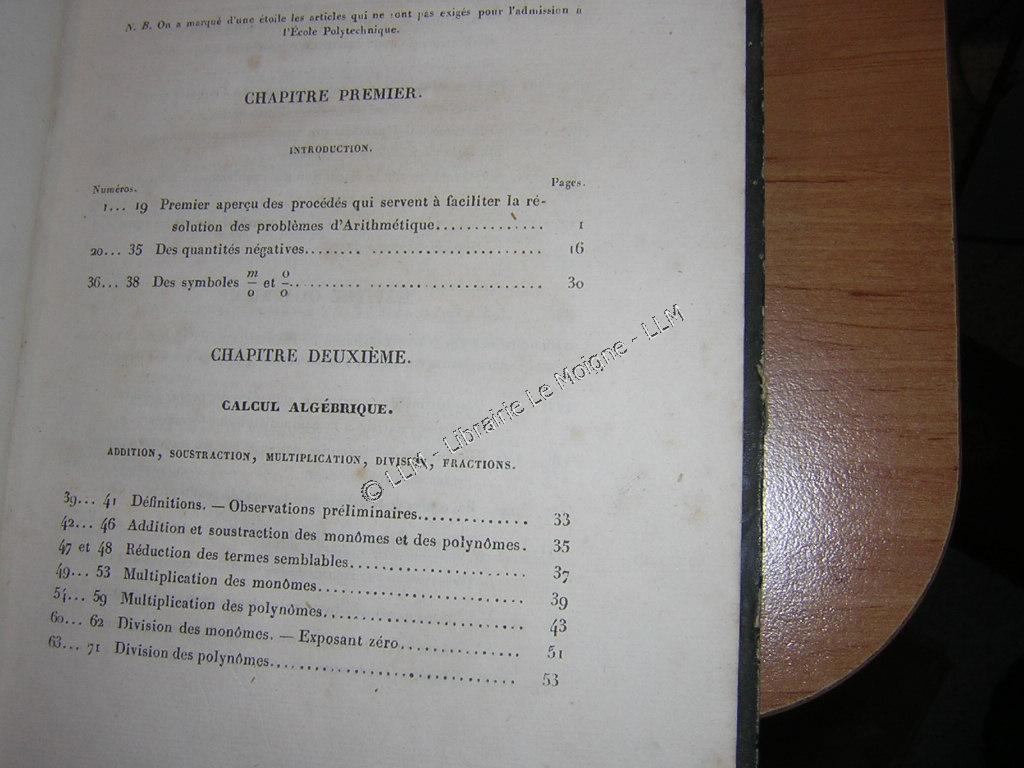 N. B. On a marqué d'une étoile les articles qui ne sont pas exigés pour l'admission à
l'École Polytechnique.
CHAPITRE PREMIER.
INTRODUCTION.
Numéros. Pages.
1... 19 Premier aperçu des procédés qui servent à faciliter la ré-
solution des problèmes d'Arithmétique.............. 1
20... 35 Des quantités négatives........ ...................... 16
36... 38 Des symboles m/0 et 0/0.. ........ ...................... 30
CHAPITRE DEUXIÈME.
CALCUL ALGÉBRIQUE.
ADDITION, SOUSTRACTION, MULTIPLICATION, DIVISION, FRACTIONS.
39... 41 Définitions. — Observations préliminaires............... 33
42... 46 Addition et soustraction des monômes et des polynômes. 35
47 et 48 Réduction des termes semblables....................... 37
49... 53 Multiplication des monômes........................... 39
54... 59 Multiplication des polynômes.......................... 43
60... 62 Division des monômes. — Exposant zéro............... 51
63... 71 Division des polynômes............................... 53
© LLM - Librairie Le Moigne - LLM